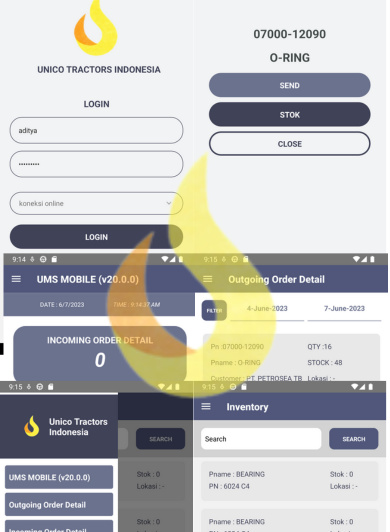 UNICO TRACTORS INDONESIA
LOGIN
aditya
•••••••••
koneksi online
LOGIN
07000-12090
O-RING
SEND
STOK
CLOSE
9:14
UMS MOBILE (v20.0.0)
DATE : 6/7/2023 TIME : 9:14:57 AM
INCOMING ORDER DETAIL
0
9:15
Outgoing Order Detail
FILTER 4-June-2023 7-June-2023
Pn :07000-12090 QTY :16
Pname : O-RING STOCK : 48
Customer : PT. PETROSEA TB Lokasi : -
9:15
Unico Tractors
Indonesia
SEARCH
UMS MOBILE (v20.0.0)
Stok : 0
Lokasi : -
Outgoing Order Detail
Incoming Order Detail
Stok : 0
9:15
Inventory
Search SEARCH
Pname : BEARING Stok : 0
PN : 6024 C4 Lokasi : -
Pname : BEARING Stok : 0